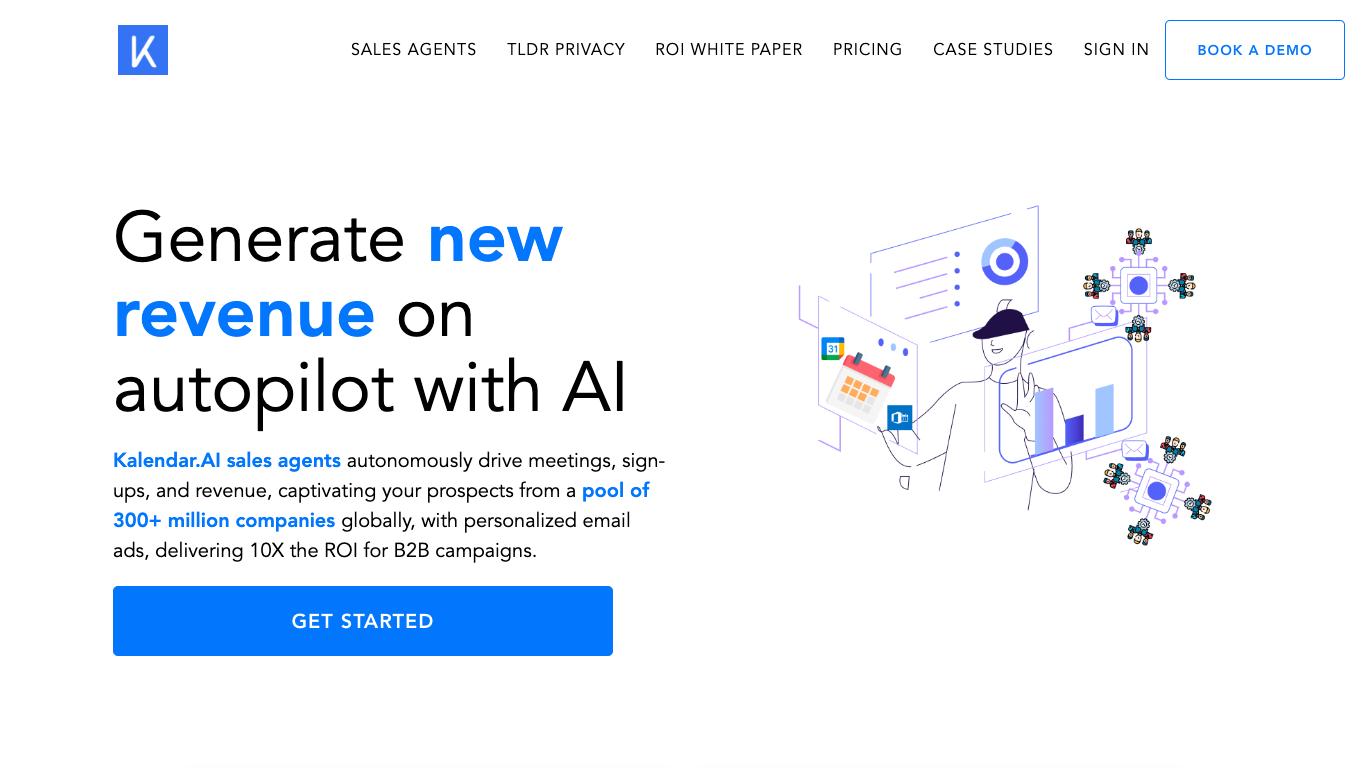 K
SALES AGENTS
TLDR PRIVACY
ROI WHITE PAPER
PRICING
CASE STUDIES
SIGN IN
BOOK A DEMO
Generate new
revenue on
autopilot with AI
Kalendar.AI sales agents autonomously drive meetings, sign-
ups, and revenue, captivating your prospects from a pool of
300+ million companies globally, with personalized email
ads, delivering 10X the ROI for B2B campaigns.
GET STARTED
31